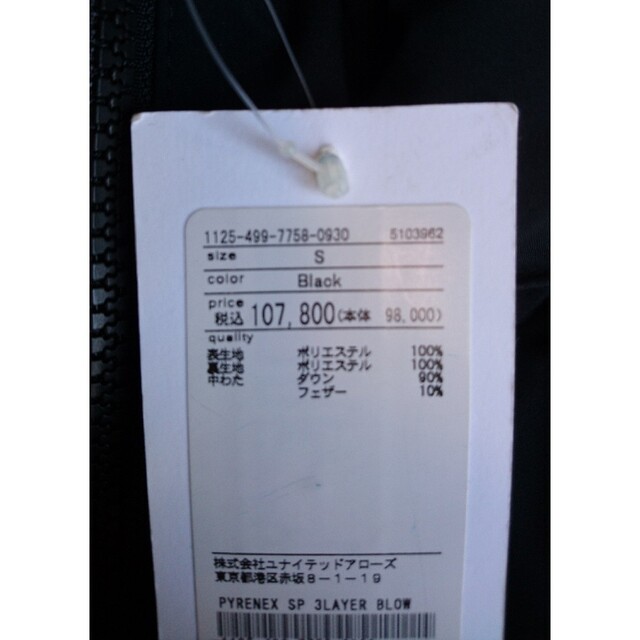 1125-499-7758-0930 5103962
size S
color Black
price
税込 107,800(本体 98,000)
quality
表生地 ポリエステル 100%
裏生地 ポリエステル 100%
中わた ダウン 90%
フェザー 10%
株式会社ユナイテッドアローズ
東京都港区赤坂8-1-19
PYRENEX SP 3LAYER BLOW